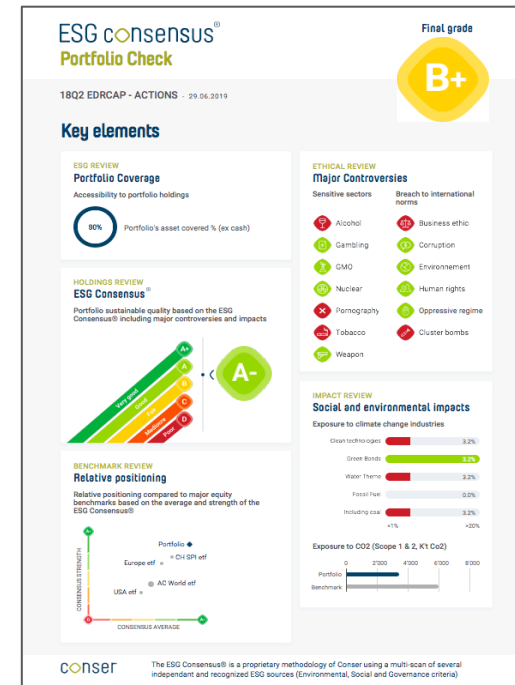 ESG consensus®
Portfolio Check
Final grade
B+
18Q2 EDRCAP - ACTIONS - 29.06.2019
Key elements
ESG REVIEW
Portfolio Coverage
Accessibility to portfolio holdings
90%
Portfolio's asset covered % (ex cash)
HOLDINGS REVIEW
ESG Consensus®
Portfolio sustainable quality based on the ESG
Consensus® including major controversies and impacts
A+
A
B
C
D
Very good
Good
Fair
Mediocre
Poor
A-
BENCHMARK REVIEW
Relative positioning
Relative positioning compared to major equity
benchmarks based on the average and strength of the
ESG Consensus®
A+
CONSENSUS STRENGTH
Portfolio
CH SPI etf
Europe etf
AC World etf
USA etf
D
A+
CONSENSUS AVERAGE
ETHICAL REVIEW
Major Controversies
Sensitive sectors
Breach to international
norms
Alcohol
Business ethic
Gambling
Corruption
GMO
Environnement
Nuclear
Human rights
Pornography
Oppressive regime
Tobacco
Cluster bombs
Weapon
IMPACT REVIEW
Social and environmental impacts
Exposure to climate change industries
Clean technologies 3.2%
Green Bonds 3.2%
Water Theme 3.2%
Fossil Fuel 0.0%
Including coal 3.2%
<1% >20%
Exposure to CO2 (Scope 1 & 2, K't Co2)
0 2'000 4'000 6'000 8'000
Portfolio
Benchmark
conser
The ESG Consensus® is a proprietary methodology of Conser using a multi-scan of several
independant and recognized ESG sources (Environmental, Social and Governance criteria)